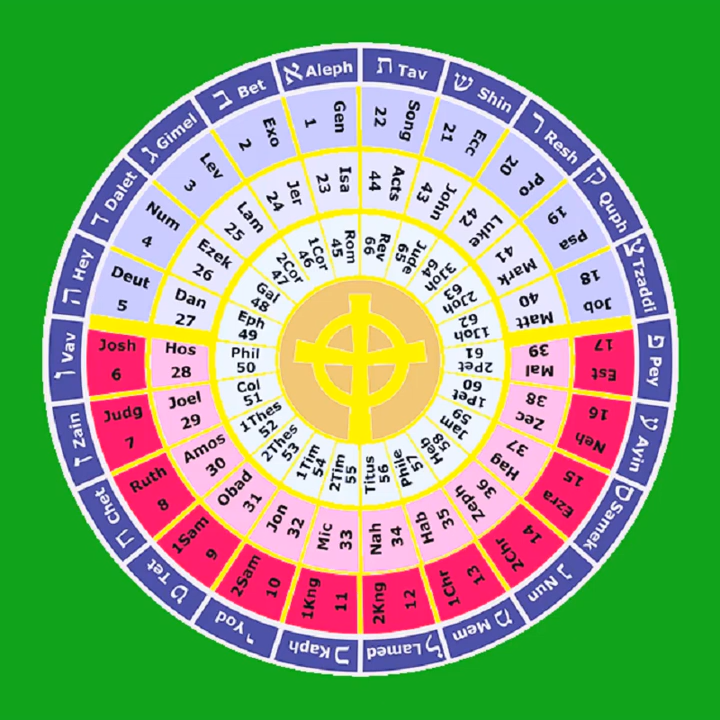 א Aleph
ב Bet
ג Gimel
ד Dalet
ה Hey
ו Vav
ז Zain
ח Chet
ט Tet
י Yod
כ Kaph
ל Lamed
מ Mem
נ Nun
ס Samek
ע Ayin
פ Pey
צ Tzaddi
ק Quph
ר Resh
ש Shin
ת Tav
Gen
1
Exo
2
Lev
3
Num
4
Deut
5
Josh
6
Judg
7
Ruth
8
1Sam
9
2Sam
10
1Kng
11
2Kng
12
1Chr
13
2Chr
14
Ezra
15
Neh
16
Est
17
Job
18
Psa
19
Pro
20
Ecc
21
Song
22
Isa
23
Jer
24
Lam
25
Ezek
26
Dan
27
Hos
28
Joel
29
Amos
30
Obad
31
Jon
32
Mic
33
Nah
34
Hab
35
Zeph
36
Hag
37
Zec
38
Mal
39
Matt
40
Mark
41
Luke
42
John
43
Acts
44
Rom
45
1Cor
46
2Cor
47
Gal
48
Eph
49
Phil
50
Col
51
1Thes
52
2Thes
53
1Tim
54
2Tim
55
Titus
56
Phile
57
Heb
58
Jam
59
1Pet
60
2Pet
61
1Joh
62
2Joh
63
3Joh
64
Jude
65
Rev
66